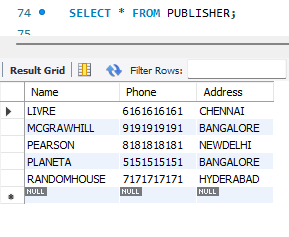 74 SELECT * FROM PUBLISHER;
75
Result Grid Filter Rows:
Name Phone Address
LIVRE 6161616161 CHENNAI
MCGRAWHILL 9191919191 BANGALORE
PEARSON 8181818181 NEWDELHI
PLANETA 5151515151 BANGALORE
RANDOMHOUSE 7171717171 HYDERABAD
NULL NULL NULL